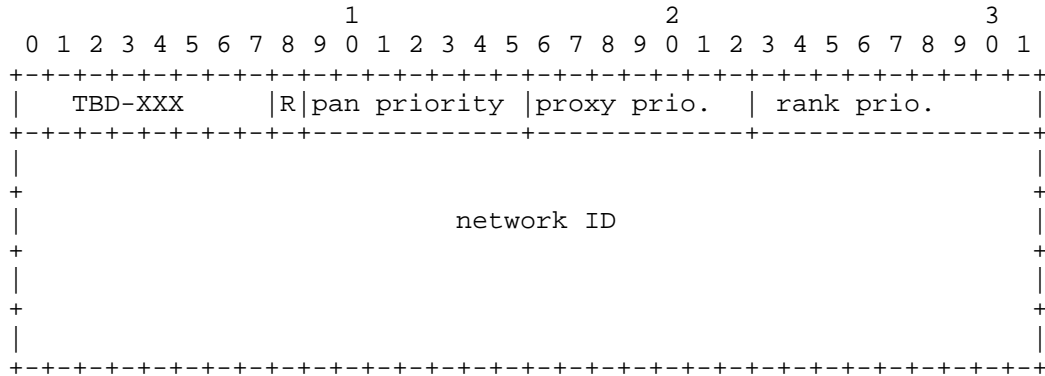 1                   2                   3
 0 1 2 3 4 5 6 7 8 9 0 1 2 3 4 5 6 7 8 9 0 1 2 3 4 5 6 7 8 9 0 1
+-+-+-+-+-+-+-+-+-+-+-+-+-+-+-+-+-+-+-+-+-+-+-+-+-+-+-+-+-+-+-+-+
|   TBD-XXX     |R|pan priority |proxy prio.  | rank prio.      |
+-+-+-+-+-+-+-+-+-+-------------+-------------+-----------------+
|                                                               |
+                                                               +
|                           network ID                          |
+                                                               +
|                                                               |
+                                                               +
|                                                               |
+-+-+-+-+-+-+-+-+-+-+-+-+-+-+-+-+-+-+-+-+-+-+-+-+-+-+-+-+-+-+-+-+